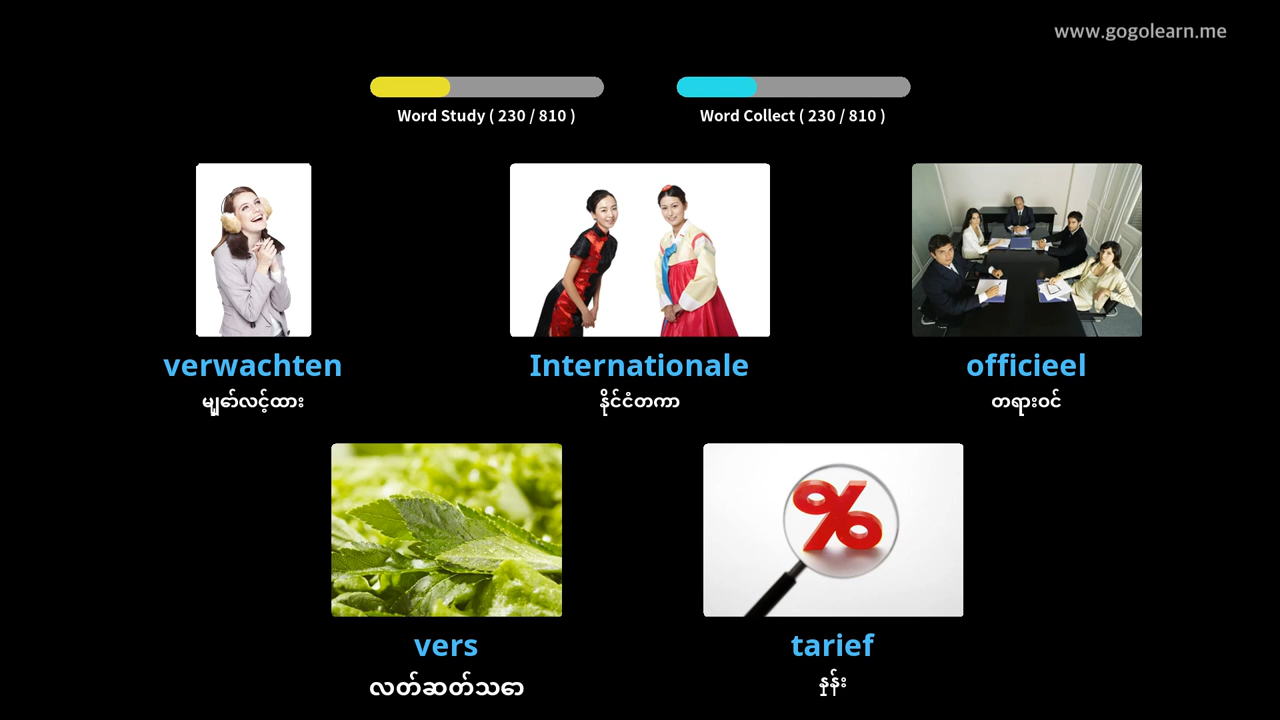 www.gogolearn.me
Word Study ( 230 / 810 )
Word Collect ( 230 / 810 )
verwachten
Internationale
officieel
မျှော်လင့်ထား
နိုင်ငံတကာ
တရားဝင်
vers
tarief
လတ်ဆတ်သော
နှုန်း